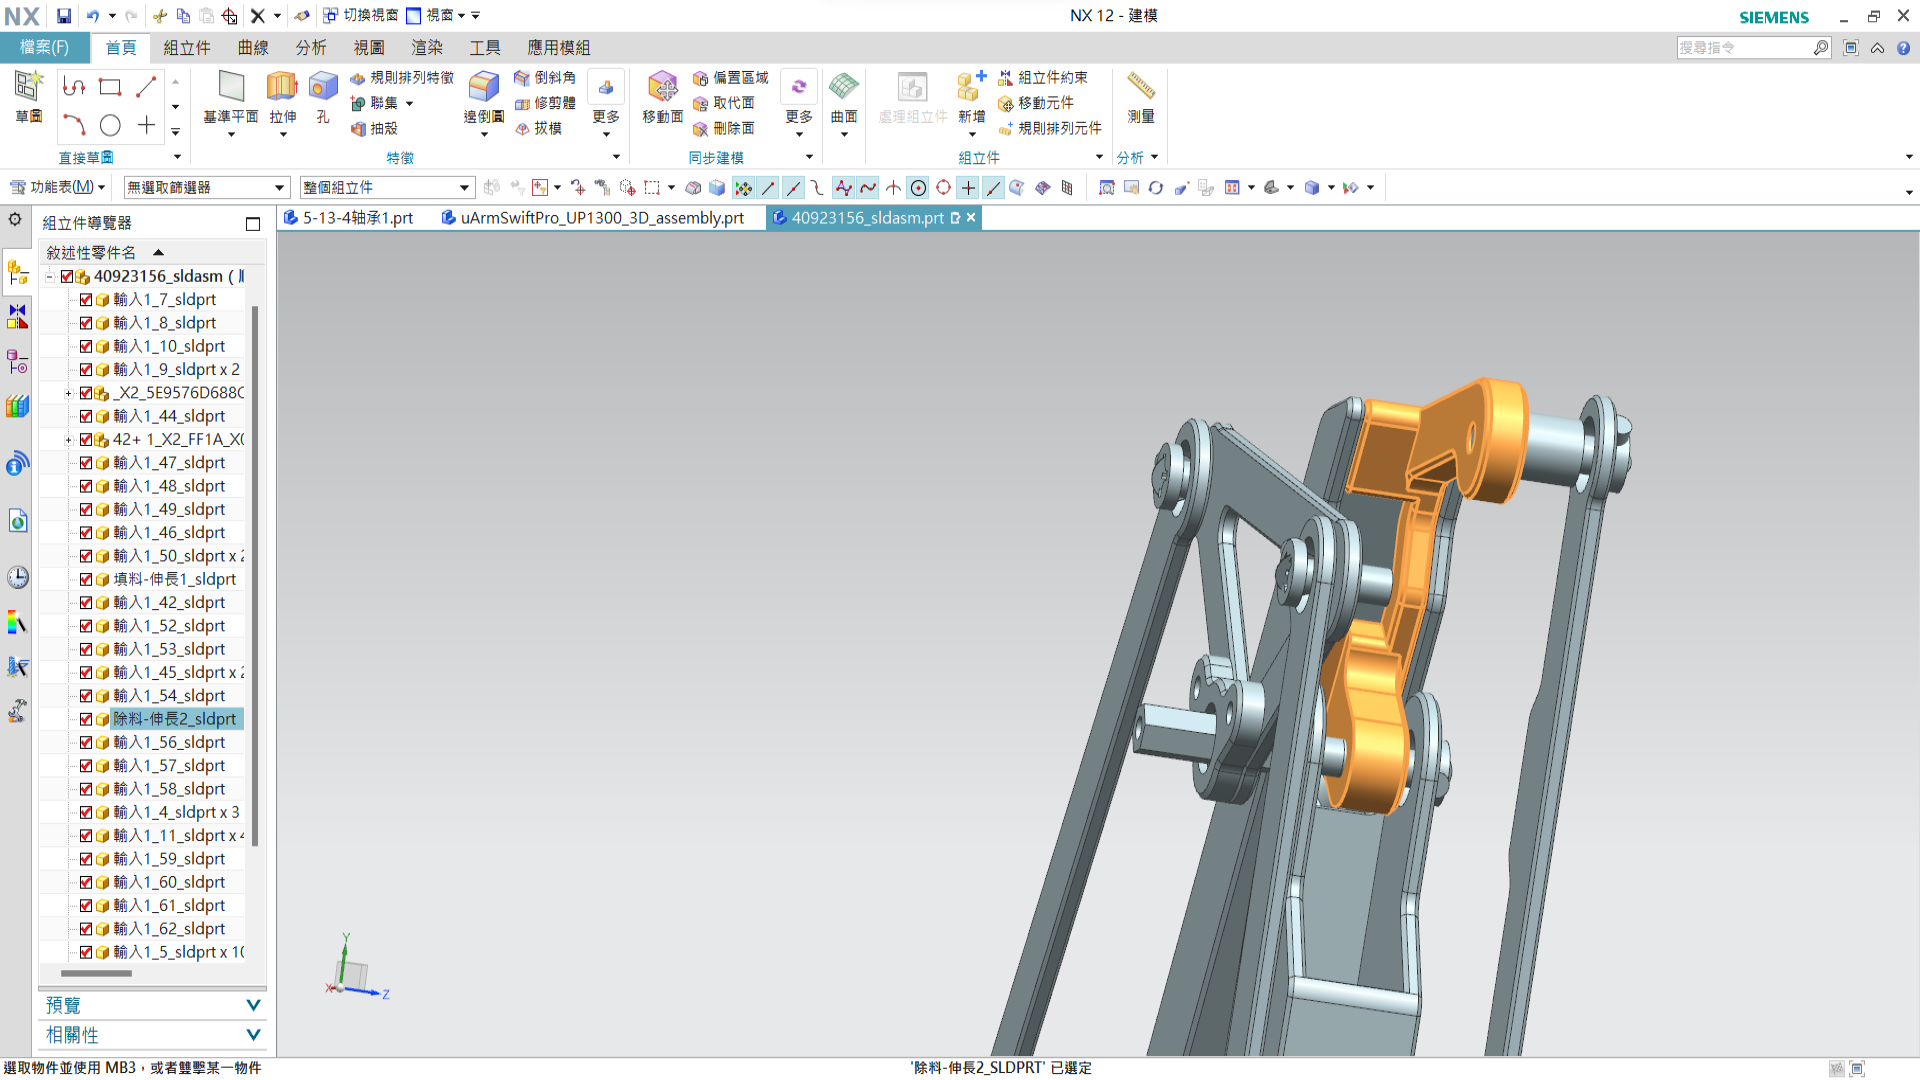 NX
切換視窗
視窗
NX 12 - 建模
SIEMENS
檔案(F)
首頁
組立件
曲線
分析
視圖
渲染
工具
應用模組
搜尋指令
草圖
直接草圖
基準平面
拉伸
孔
規則排列特徵
聯集
抽殼
邊倒圓
倒斜角
修剪體
拔模
更多
特徵
移動面
偏置區域
取代面
刪除面
更多
同步建模
曲面
處理組立件
新增
組立件約束
移動元件
規則排列元件
組立件
測量
分析
功能表(M)
無選取篩選器
整個組立件
組立件導覽器
5-13-4轴承1.prt
uArmSwiftPro_UP1300_3D_assembly.prt
40923156_sldasm.prt
敘述性零件名
40923156_sldasm (
輸入1_7_sldprt
輸入1_8_sldprt
輸入1_10_sldprt
輸入1_9_sldprt x 2
_X2_5E9576D688C
輸入1_44_sldprt
42+ 1_X2_FF1A_X0
輸入1_47_sldprt
輸入1_48_sldprt
輸入1_49_sldprt
輸入1_46_sldprt
輸入1_50_sldprt x 2
填料-伸長1_sldprt
輸入1_42_sldprt
輸入1_52_sldprt
輸入1_53_sldprt
輸入1_45_sldprt x 2
輸入1_54_sldprt
除料-伸長2_sldprt
輸入1_56_sldprt
輸入1_57_sldprt
輸入1_58_sldprt
輸入1_4_sldprt x 3
輸入1_11_sldprt x 4
輸入1_59_sldprt
輸入1_60_sldprt
輸入1_61_sldprt
輸入1_62_sldprt
輸入1_5_sldprt x 10
預覽
相關性
Y
X
Z
選取物件並使用 MB3，或者雙擊某一物件
'除料-伸長2_SLDPRT' 已選定